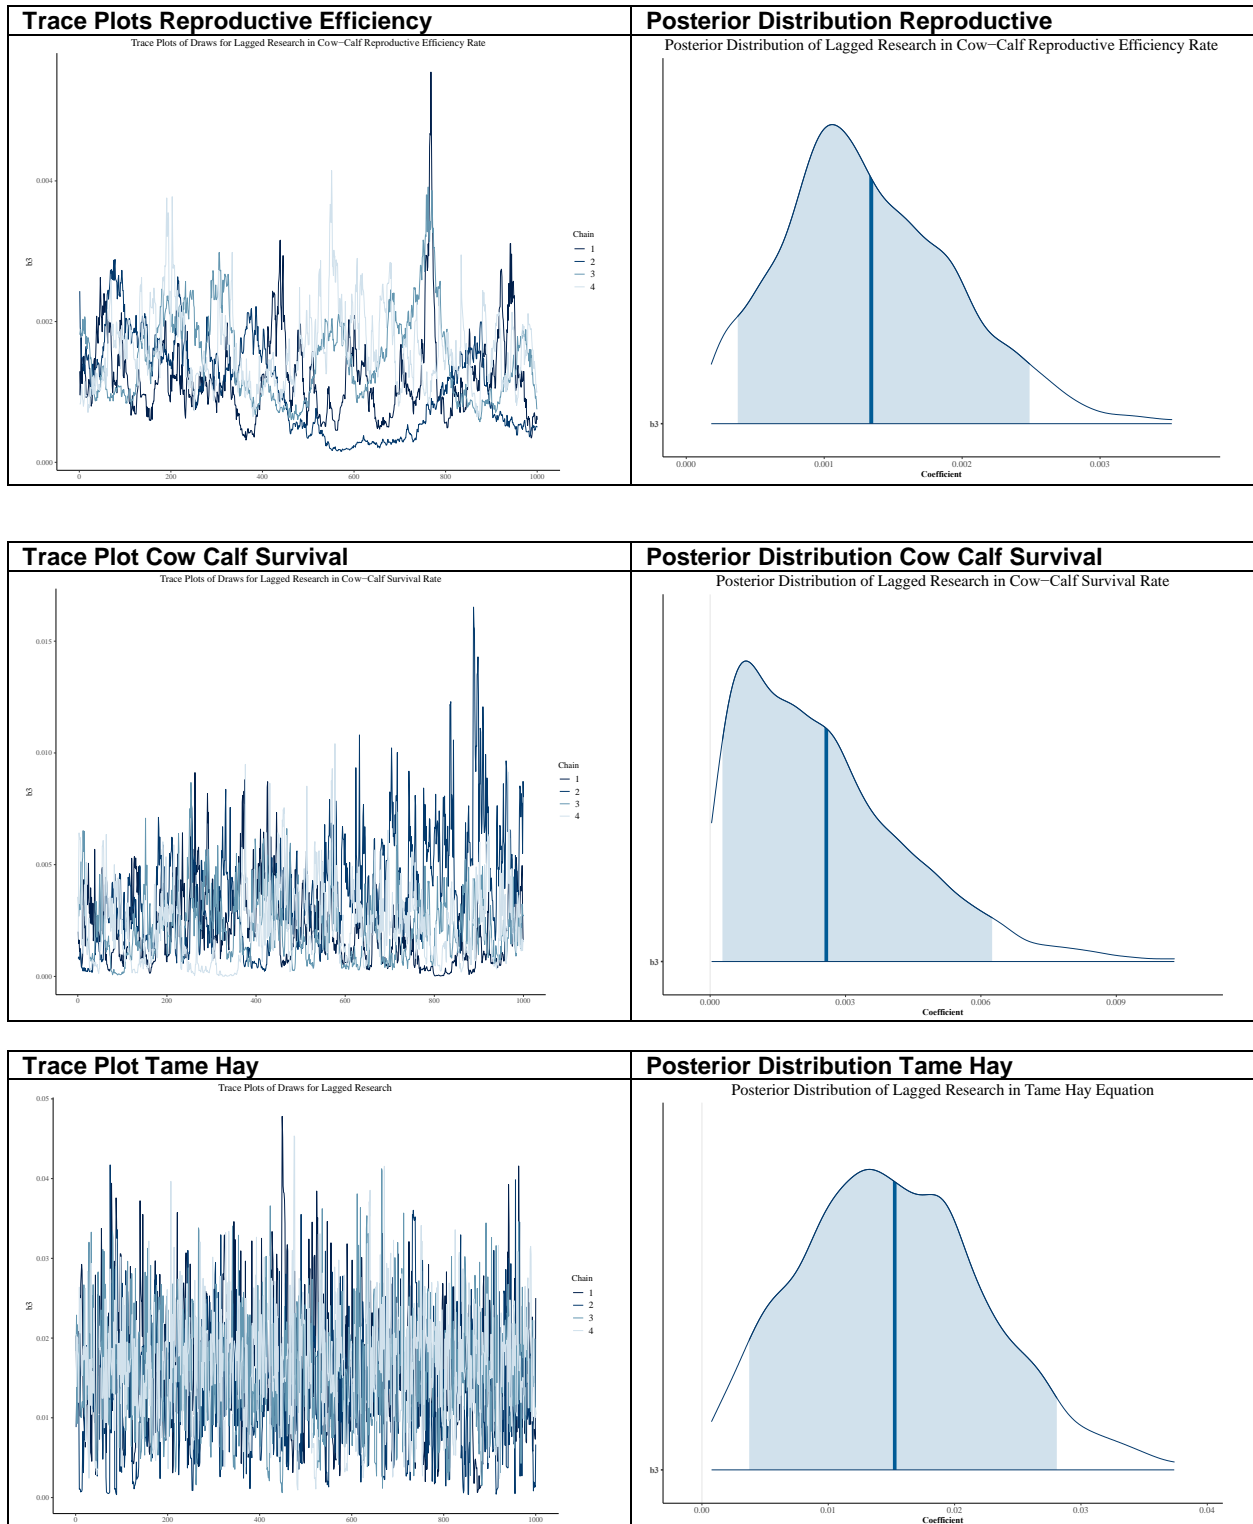 Trace Plots Reproductive Efficiency
Posterior Distribution Reproductive
Trace Plots of Draws for Lagged Research in Cow−Calf Reproductive Efficiency Rate
0.004
0.002
0.000
b3
0
200
400
600
800
1000
Chain
1
2
3
4
Posterior Distribution of Lagged Research in Cow−Calf Reproductive Efficiency Rate
b3
0.000
0.001
0.002
0.003
Coefficient
Trace Plot Cow Calf Survival
Posterior Distribution Cow Calf Survival
Trace Plots of Draws for Lagged Research in Cow−Calf Survival Rate
0.015
0.010
0.005
0.000
b3
0
200
400
600
800
1000
Chain
1
2
3
4
Posterior Distribution of Lagged Research in Cow−Calf Survival Rate
b3
0.000
0.003
0.006
0.009
Coefficient
Trace Plot Tame Hay
Posterior Distribution Tame Hay
Trace Plots of Draws for Lagged Research
0.05
0.04
0.03
0.02
0.01
0.00
b3
0
200
400
600
800
1000
Chain
1
2
3
4
Posterior Distribution of Lagged Research in Tame Hay Equation
b3
0.00
0.01
0.02
0.03
0.04
Coefficient